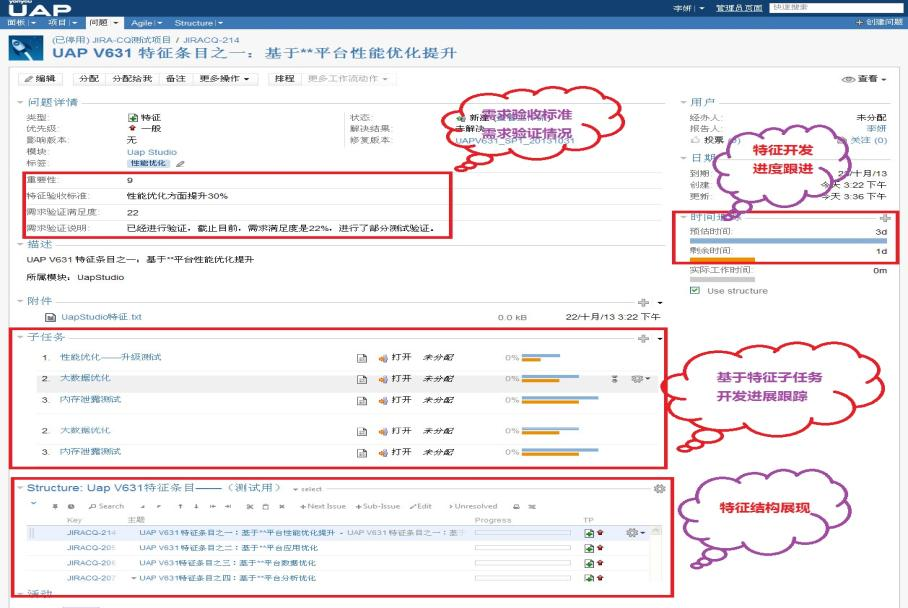 yonyou
UAP
李妍 管理员页面 快速搜索
面板 项目 问题 Agile Structure
创建问题
(已停用) JIRA-CQ测试项目 / JIRACQ-214
UAP V631 特征条目之一：基于**平台性能优化提升
编辑 分配 分配给我 备注 更多操作 排程 更多工作流动作 查看
问题详情
类型: 特征
优先级: 一般
影响版本: 无
模块: Uap Studio
标签: 性能优化
状态: 新建
解决结果: 未解决
修复版本: UAPV631_SP1_20151031
需求验收标准
需求验证情况
重要性: 9
特征验收标准: 性能优化方面提升30%
需求验证满足度: 22
需求验证说明: 已经进行验证，截止目前，需求满足度是22%，进行了部分测试验证。
描述
UAP V631 特征条目之一：基于**平台性能优化提升
所属模块：UapStudio
附件
UapStudio特征.txt 0.0 kB 22/十月/13 3:22 下午
子任务
1. 性能优化——升级测试 打开 未分配 0%
2. 大数据优化 打开 未分配 0%
3. 内存泄露测试 打开 未分配 0%
2. 大数据优化 打开 未分配 0%
3. 内存泄露测试 打开 未分配 0%
Structure: Uap V631特征条目——（测试用） select
Search Next Issue Sub-Issue Edit Unresolved
Key 主题 Progress TP
JIRACQ-214 UAP V631特征条目之一：基于**平台性能优化提升 - UAP V631特征条目之一：基于
JIRACQ-205 UAP V631特征条目之二：基于**平台应用优化
JIRACQ-206 UAP V631特征条目之三：基于**平台数据优化
JIRACQ-207 UAP V631特征条目之四：基于**平台分析优化
活动
用户
经办人: 未分配
报告人: 李妍
投票 关注 (0)
日期
到期: /十月/13
创建: 今天 3:22 下午
更新: 今天 3:36 下午
特征开发
进度跟进
时间
预估时间: 3d
剩余时间: 1d
实际工作时间: 0m
Use structure
基于特征子任务
开发进展跟踪
特征结构展现